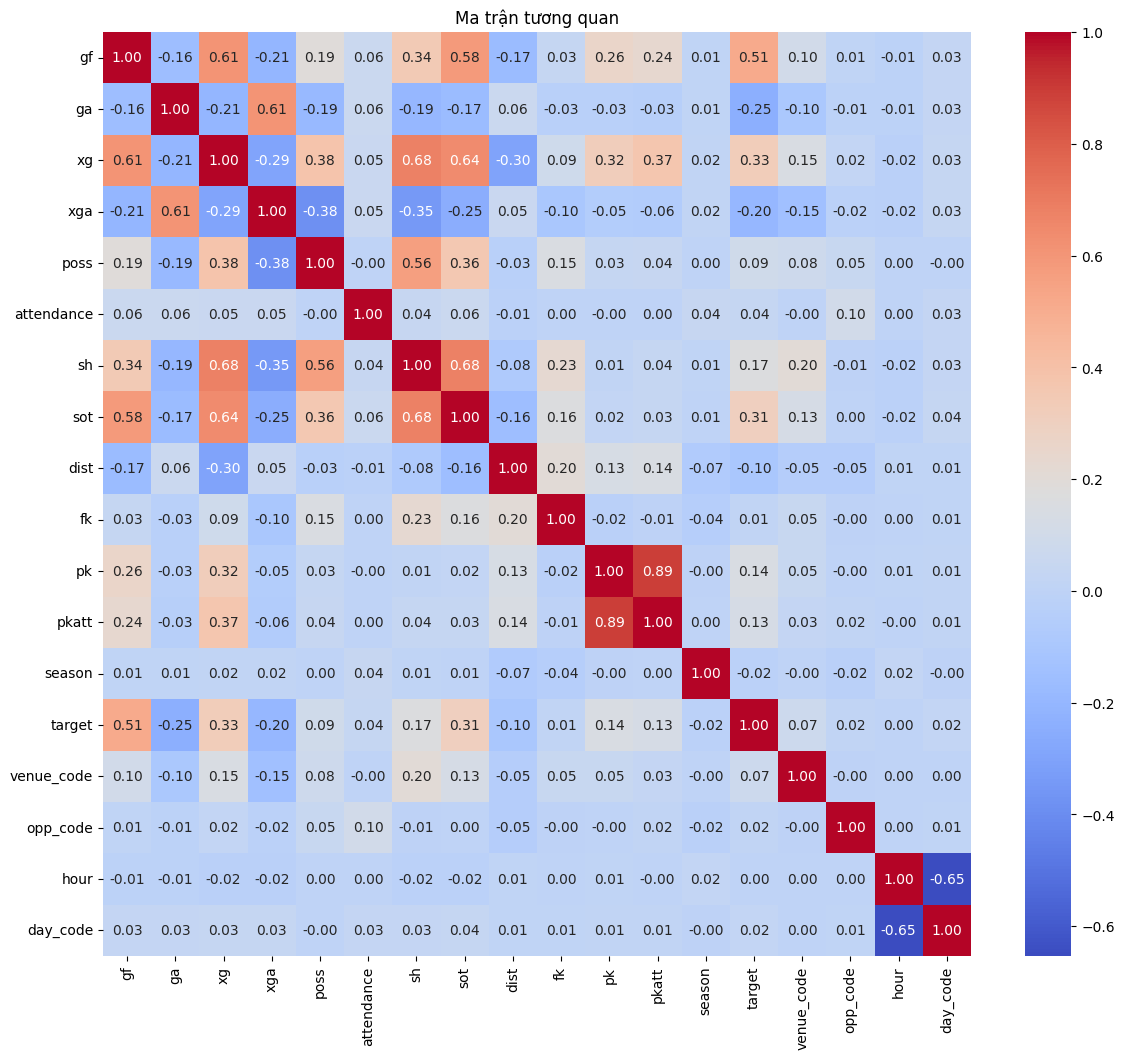 Ma trận tương quan
gf 1.00 -0.16 0.61 -0.21 0.19 0.06 0.34 0.58 -0.17 0.03 0.26 0.24 0.01 0.51 0.10 0.01 -0.01 0.03
ga -0.16 1.00 -0.21 0.61 -0.19 0.06 -0.19 -0.17 0.06 -0.03 -0.03 -0.03 0.01 -0.25 -0.10 -0.01 -0.01 0.03
xg 0.61 -0.21 1.00 -0.29 0.38 0.05 0.68 0.64 -0.30 0.09 0.32 0.37 0.02 0.33 0.15 0.02 -0.02 0.03
xga -0.21 0.61 -0.29 1.00 -0.38 0.05 -0.35 -0.25 0.05 -0.10 -0.05 -0.06 0.02 -0.20 -0.15 -0.02 -0.02 0.03
poss 0.19 -0.19 0.38 -0.38 1.00 -0.00 0.56 0.36 -0.03 0.15 0.03 0.04 0.00 0.09 0.08 0.05 0.00 -0.00
attendance 0.06 0.06 0.05 0.05 -0.00 1.00 0.04 0.06 -0.01 0.00 -0.00 0.00 0.04 0.04 -0.00 0.10 0.00 0.03
sh 0.34 -0.19 0.68 -0.35 0.56 0.04 1.00 0.68 -0.08 0.23 0.01 0.04 0.01 0.17 0.20 -0.01 -0.02 0.03
sot 0.58 -0.17 0.64 -0.25 0.36 0.06 0.68 1.00 -0.16 0.16 0.02 0.03 0.01 0.31 0.13 0.00 -0.02 0.04
dist -0.17 0.06 -0.30 0.05 -0.03 -0.01 -0.08 -0.16 1.00 0.20 0.13 0.14 -0.07 -0.10 -0.05 -0.05 0.01 0.01
fk 0.03 -0.03 0.09 -0.10 0.15 0.00 0.23 0.16 0.20 1.00 -0.02 -0.01 -0.04 0.01 0.05 -0.00 0.00 0.01
pk 0.26 -0.03 0.32 -0.05 0.03 -0.00 0.01 0.02 0.13 -0.02 1.00 0.89 -0.00 0.14 0.05 -0.00 0.01 0.01
pkatt 0.24 -0.03 0.37 -0.06 0.04 0.00 0.04 0.03 0.14 -0.01 0.89 1.00 0.00 0.13 0.03 0.02 -0.00 0.01
season 0.01 0.01 0.02 0.02 0.00 0.04 0.01 0.01 -0.07 -0.04 -0.00 0.00 1.00 -0.02 -0.00 -0.02 0.02 -0.00
target 0.51 -0.25 0.33 -0.20 0.09 0.04 0.17 0.31 -0.10 0.01 0.14 0.13 -0.02 1.00 0.07 0.02 0.00 0.02
venue_code 0.10 -0.10 0.15 -0.15 0.08 -0.00 0.20 0.13 -0.05 0.05 0.05 0.03 -0.00 0.07 1.00 -0.00 0.00 0.00
opp_code 0.01 -0.01 0.02 -0.02 0.05 0.10 -0.01 0.00 -0.05 -0.00 -0.00 0.02 -0.02 0.02 -0.00 1.00 0.00 0.01
hour -0.01 -0.01 -0.02 -0.02 0.00 0.00 -0.02 -0.02 0.01 0.00 0.01 -0.00 0.02 0.00 0.00 0.00 1.00 -0.65
day_code 0.03 0.03 0.03 0.03 -0.00 0.03 0.03 0.04 0.01 0.01 0.01 0.01 -0.00 0.02 0.00 0.01 -0.65 1.00
gf ga xg xga poss attendance sh sot dist fk pk pkatt season target venue_code opp_code hour day_code
1.0
0.8
0.6
0.4
0.2
0.0
−0.2
−0.4
−0.6